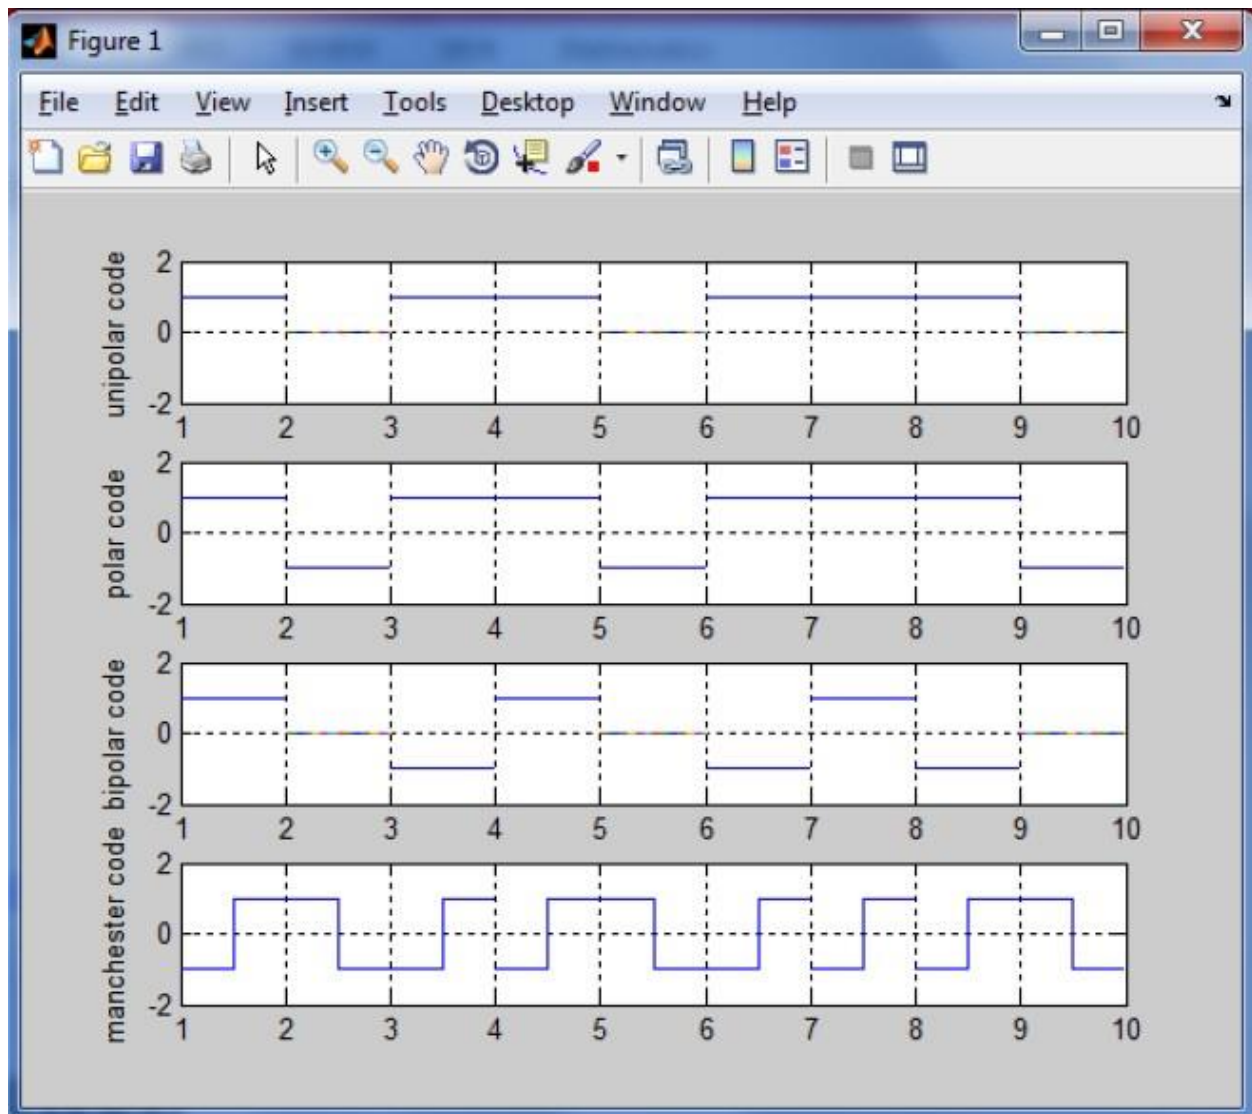 Figure 1
File Edit View Insert Tools Desktop Window Help
unipolar code
2
0
-2
1 2 3 4 5 6 7 8 9 10
polar code
2
0
-2
1 2 3 4 5 6 7 8 9 10
bipolar code
2
0
-2
1 2 3 4 5 6 7 8 9 10
manchester code
2
0
-2
1 2 3 4 5 6 7 8 9 10